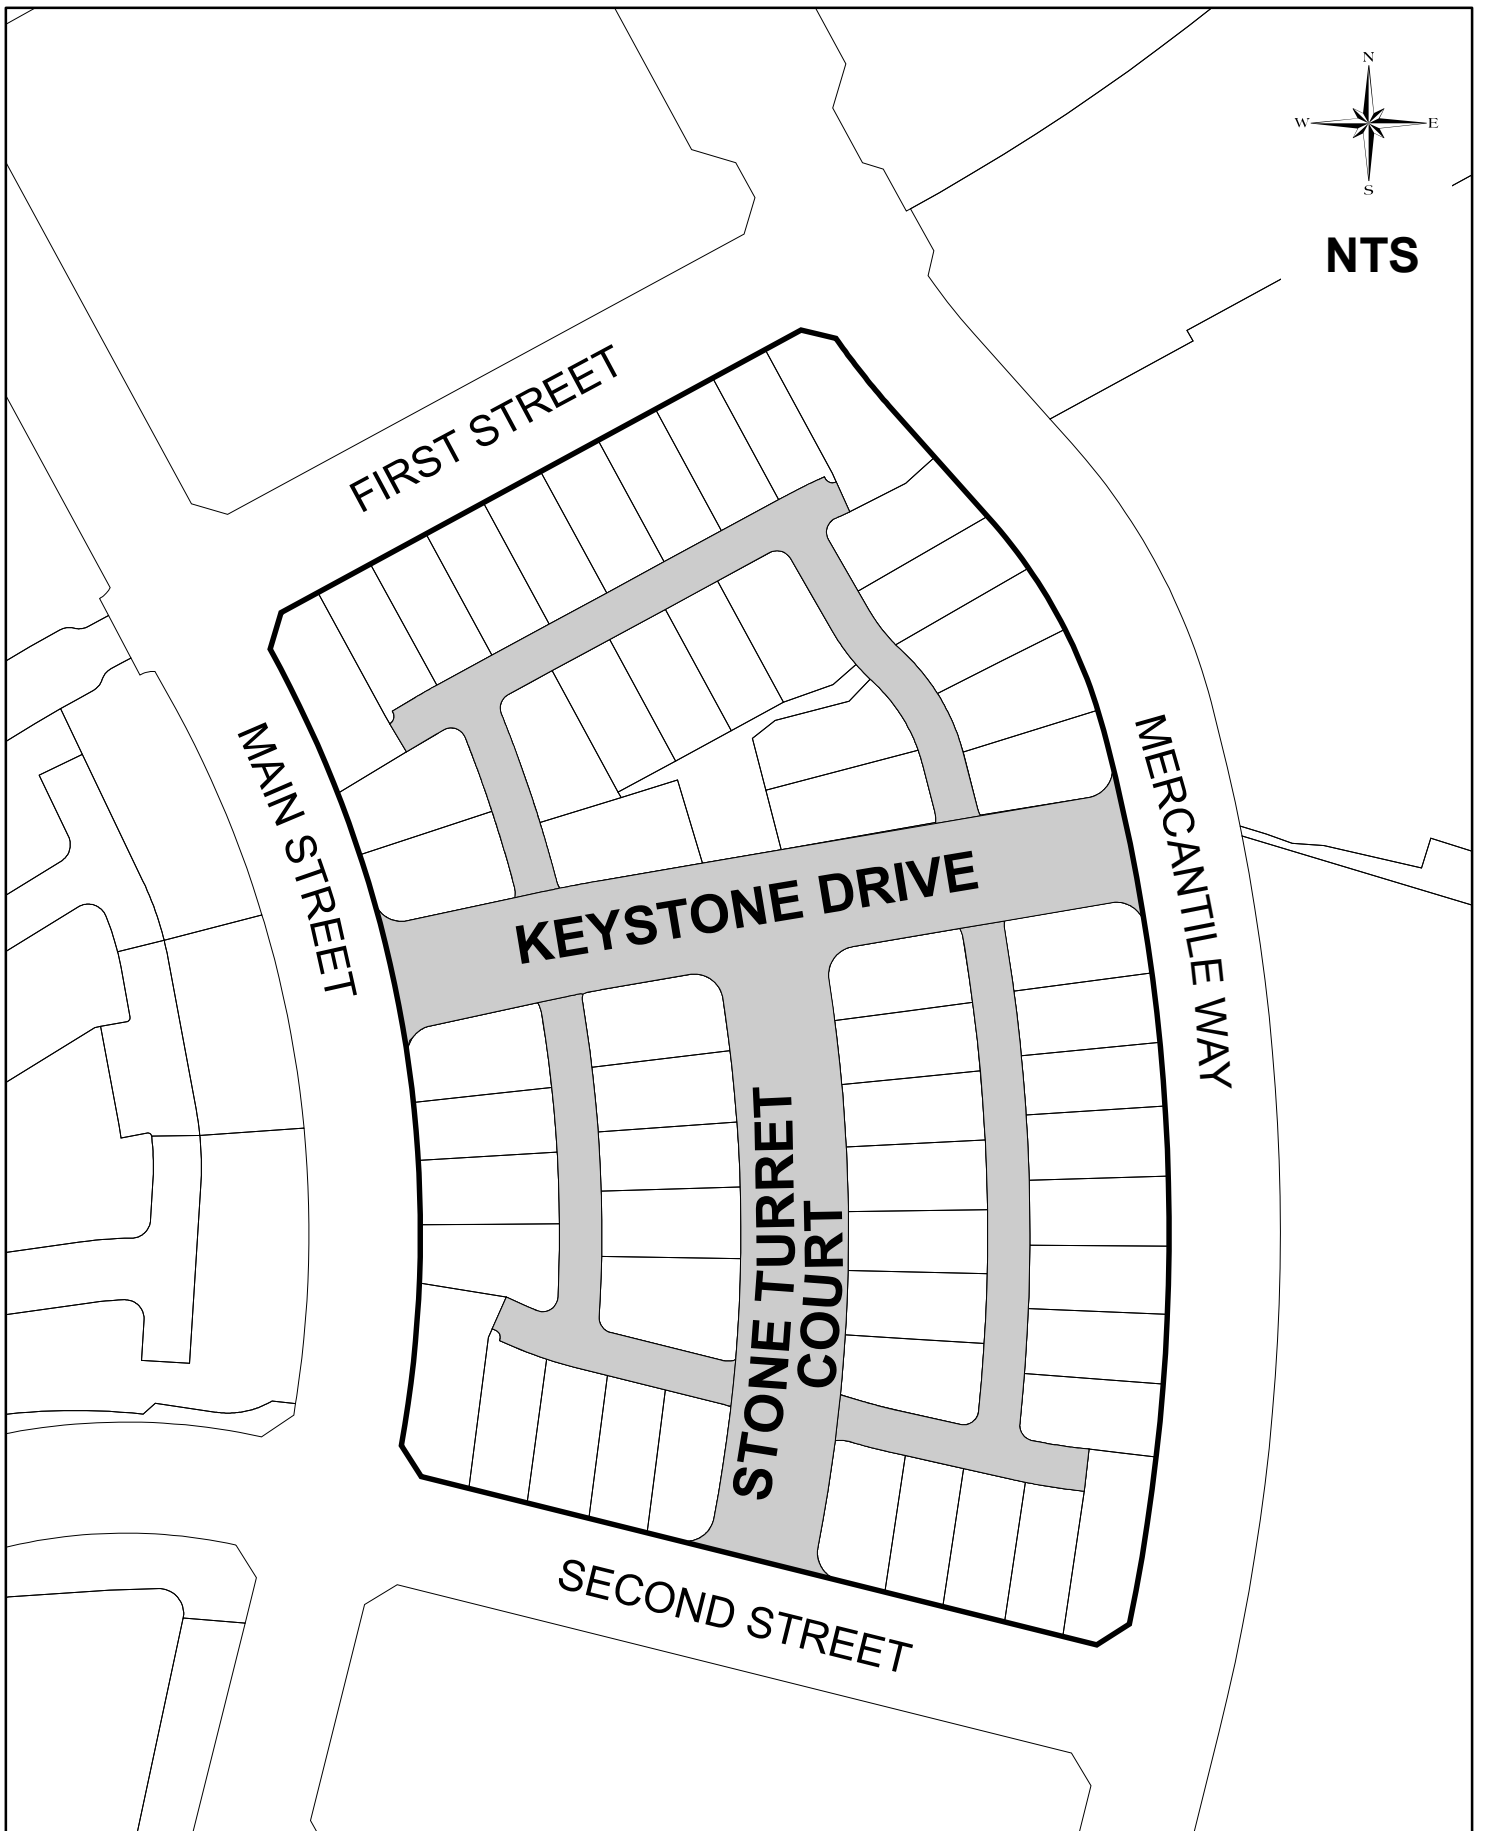 N
W
E
S
NTS
FIRST STREET
MAIN STREET
MERCANTILE WAY
KEYSTONE DRIVE
STONE TURRET
COURT
SECOND STREET